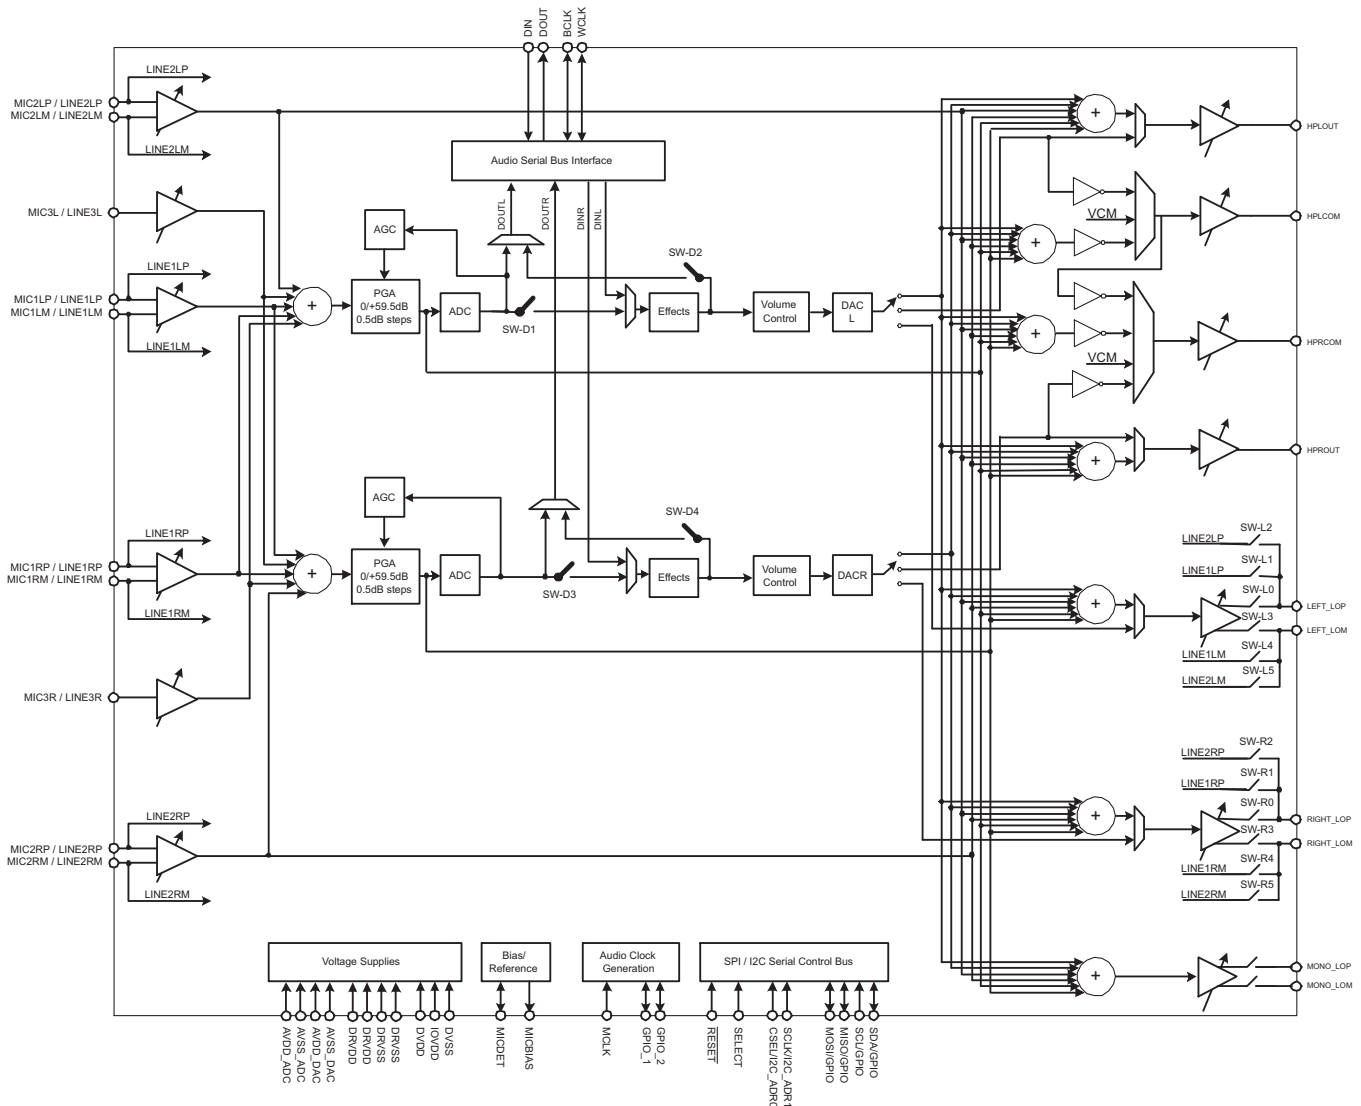 DIN
DOUT
BCLK
WCLK
LINE2LP
MIC2LP / LINE2LP
MIC2LM / LINE2LM
LINE2LM
+
HPLOUT
Audio Serial Bus Interface
DOUTL
DOUTR
DINR
DINL
MIC3L / LINE3L
VCM
HPLCOM
AGC
+
SW-D2
LINE1LP
MIC1LP / LINE1LP
MIC1LM / LINE1LM
+
PGA
0/+59.5dB
0.5dB steps
ADC
SW-D1
Effects
Volume
Control
DAC
L
+
HPRCOM
LINE1LM
VCM
HPROUT
+
AGC
SW-D4
LINE1RP
MIC1RP / LINE1RP
MIC1RM / LINE1RM
+
PGA
0/+59.5dB
0.5dB steps
ADC
SW-D3
Effects
Volume
Control
DACR
LINE1RM
+
SW-L2
LINE2LP
SW-L1
LINE1LP
SW-L0
LEFT_LOP
SW-L3
LEFT_LOM
SW-L4
LINE1LM
SW-L5
LINE2LM
MIC3R / LINE3R
SW-R2
LINE2RP
SW-R1
LINE1RP
SW-R0
RIGHT_LOP
SW-R3
RIGHT_LOM
SW-R4
LINE1RM
SW-R5
LINE2RM
+
LINE2RP
MIC2RP / LINE2RP
MIC2RM / LINE2RM
LINE2RM
Voltage Supplies
Bias/
Reference
Audio Clock
Generation
SPI / I2C Serial Control Bus
+
MONO_LOP
MONO_LOM
AVDD_ADC
AVSS_ADC
AVDD_DAC
AVSS_DAC
DRVDD
DRVDD
DRVSS
DRVSS
DVDD
IOVDD
DVSS
MICDET
MICBIAS
MCLK
GPIO_1
GPIO_2
RESET
SELECT
CSEL/I2C_ADR0
SCLK/I2C_ADR1
MOSI/GPIO
MISO/GPIO
SCL/GPIO
SDA/GPIO